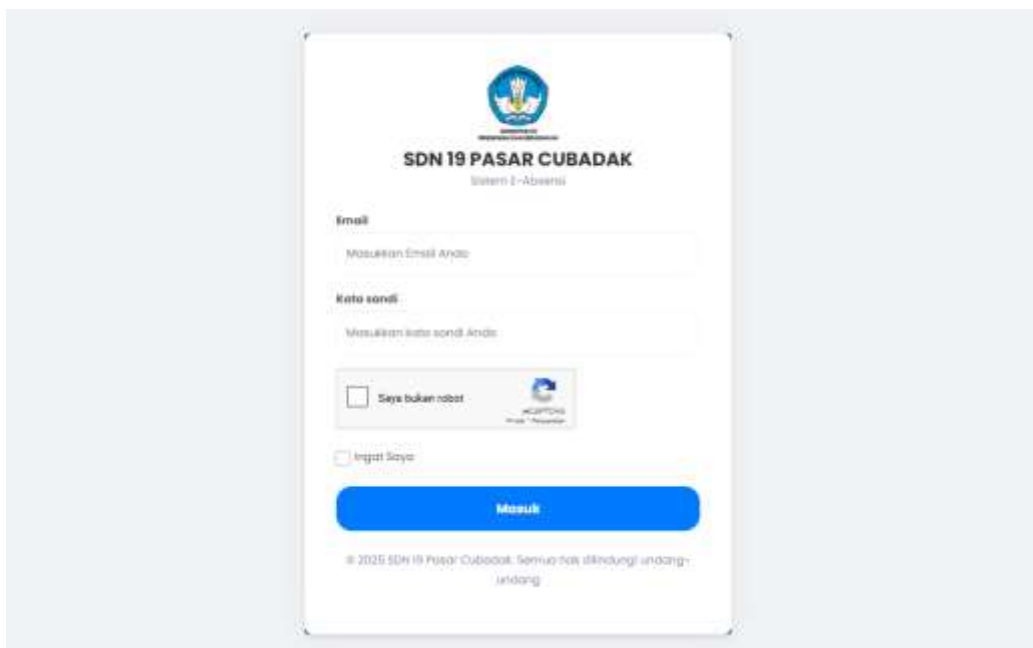 SDN 19 PASAR CUBADAK
Sistem E-Absensi
Email
Masukkan Email Anda
Kata sandi
Masukkan kata sandi Anda
Saya bukan robot
reCAPTCHA
Ingat Saya
Masuk
© 2025 SDN 19 Pasar Cubadak. Semua hak dilindungi undang-
undang